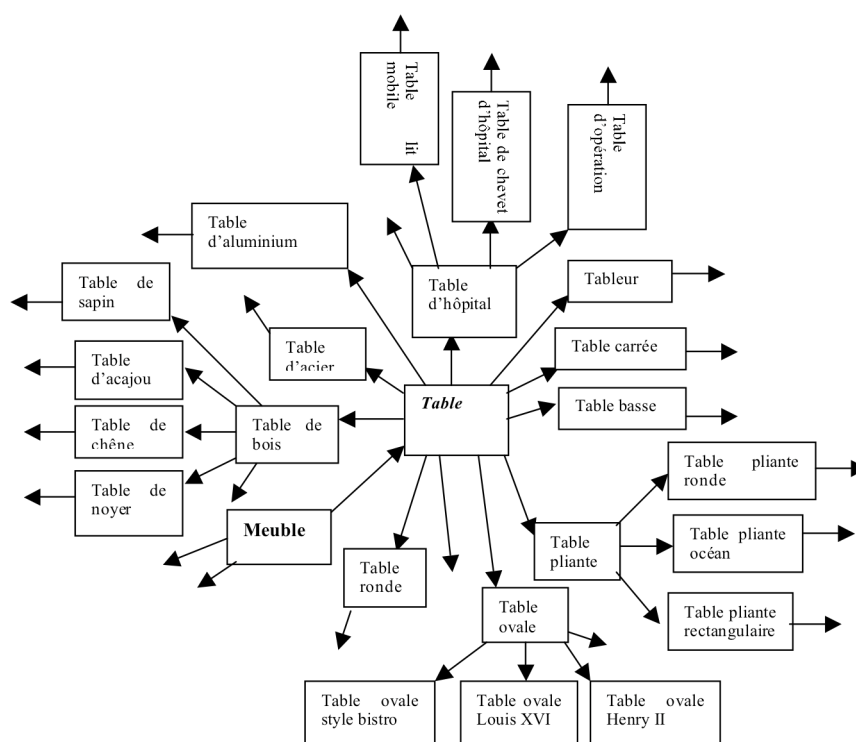 Table
mobile lit
Table de chevet
d'hôpital
Table
d'opération
Table
d'aluminium
Table de
sapin
Table
d'hôpital
Tableur
Table
d'acier
Table carrée
Table
d'acajou
Table
Table basse
Table de
chêne
Table de
bois
Table pliante
ronde
Table de
noyer
Meuble
Table
pliante
Table pliante
océan
Table
ronde
Table
ovale
Table pliante
rectangulaire
Table ovale
style bistro
Table ovale
Louis XVI
Table ovale
Henry II